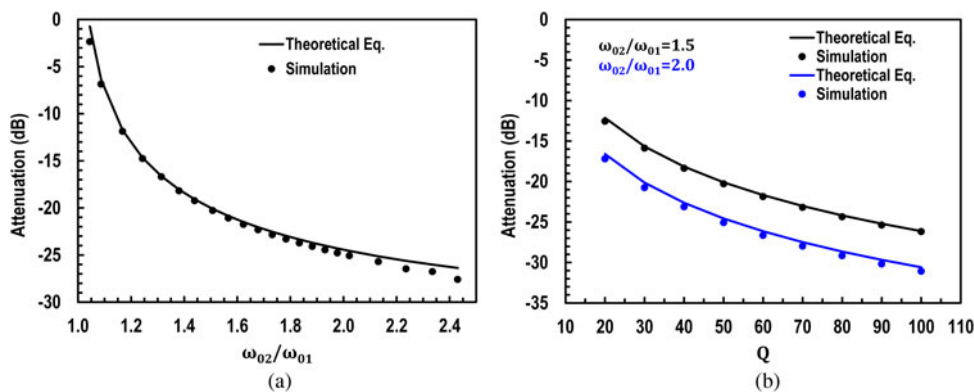 0
-5
-10
-15
-20
-25
-30
Attenuation (dB)
Theoretical Eq.
Simulation
1.0 1.2 1.4 1.6 1.8 2.0 2.2 2.4
ω02/ω01
(a)
0
-5
-10
-15
-20
-25
-30
-35
Attenuation (dB)
ω02/ω01=1.5
ω02/ω01=2.0
Theoretical Eq.
Simulation
Theoretical Eq.
Simulation
10 20 30 40 50 60 70 80 90 100 110
Q
(b)